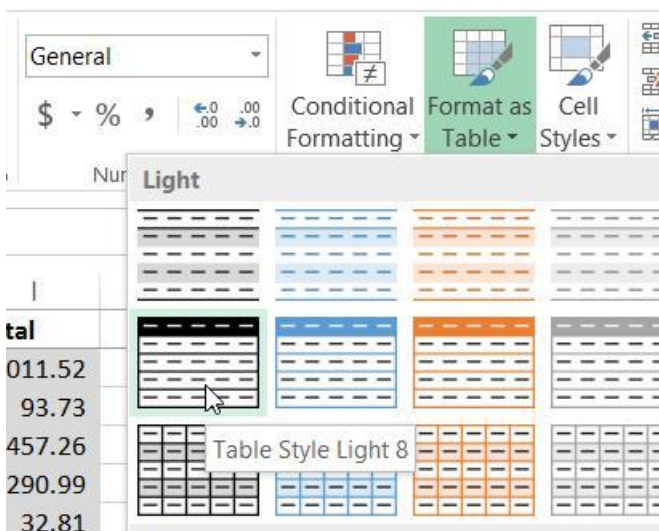 General
$ % , ←.0 .00 .00 →.0
Conditional Formatting
Format as Table
Cell Styles
Nur
Light
I
tal
011.52
93.73
457.26
Table Style Light 8
290.99
32.81